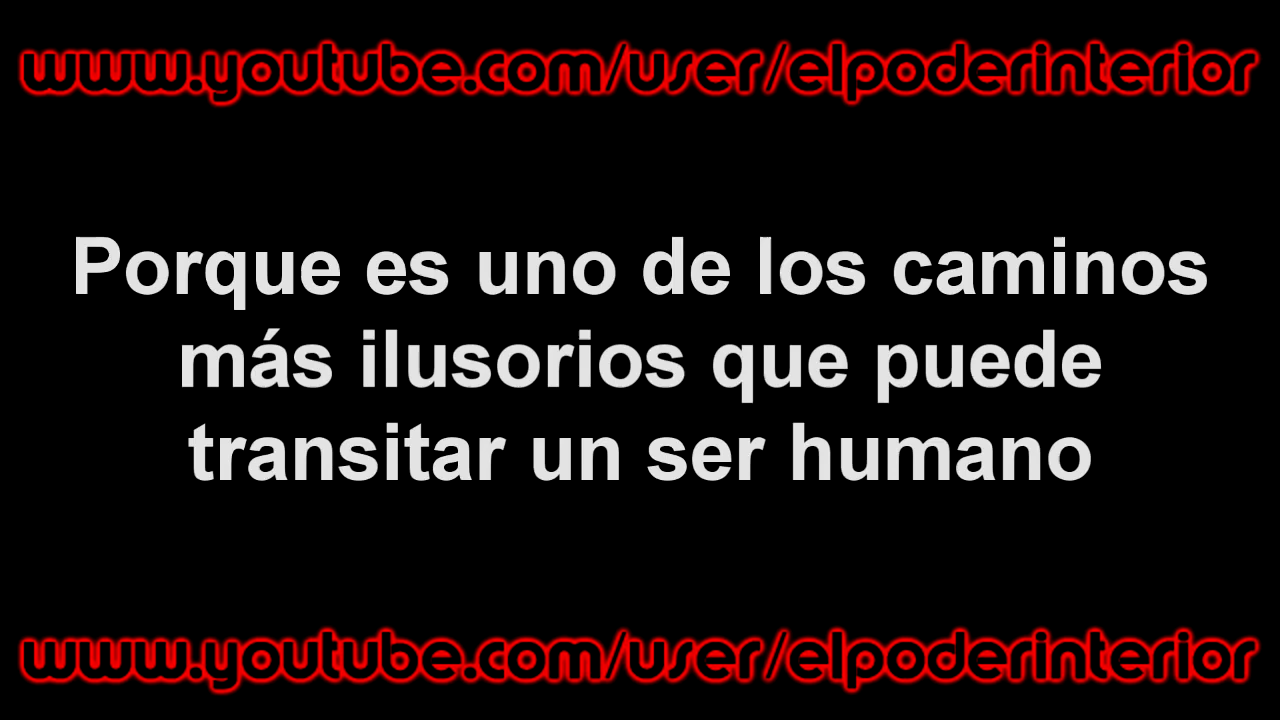 www.youtube.com/user/elpoderinterior
Porque es uno de los caminos
más ilusorios que puede
transitar un ser humano
www.youtube.com/user/elpoderinterior